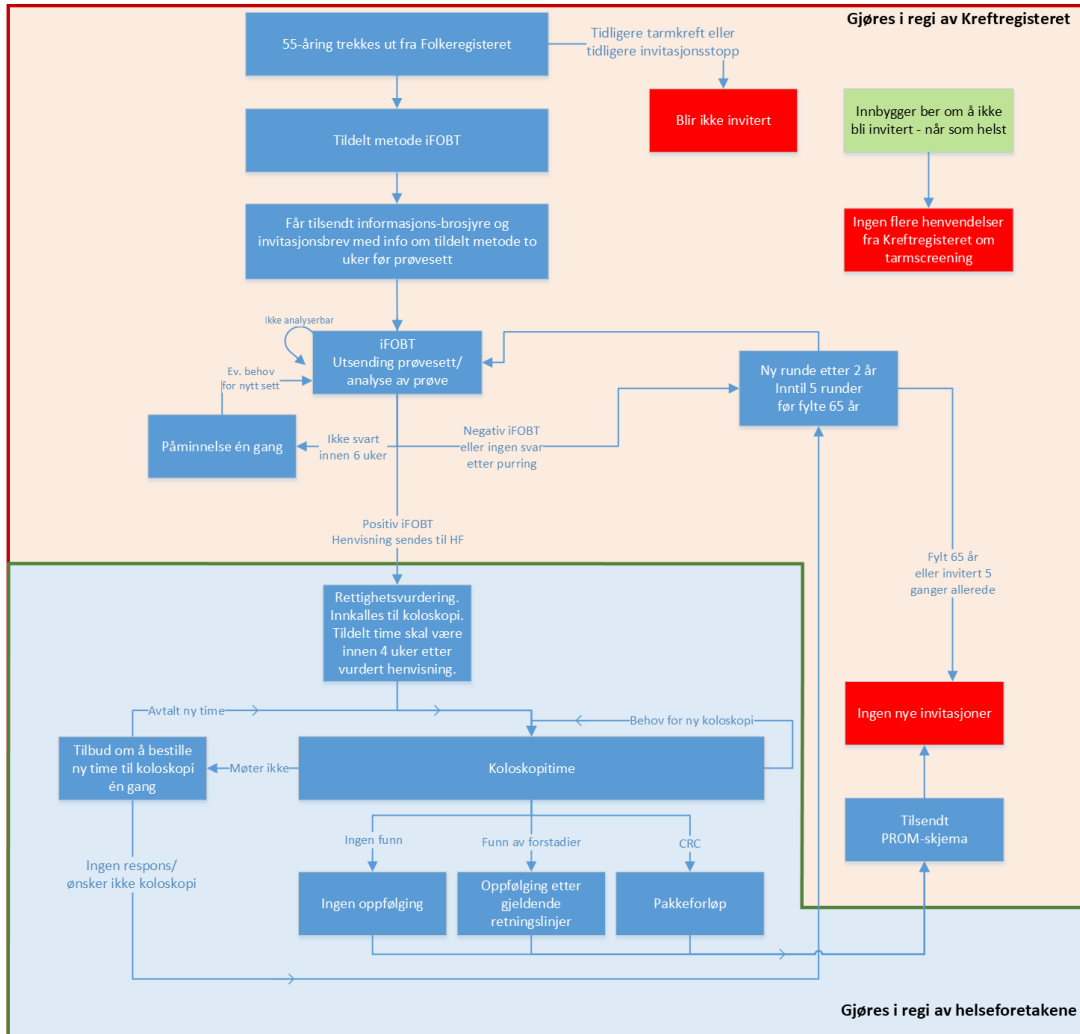 Gjøres i regi av Kreftregisteret
55-åring trekkes ut fra Folkeregisteret
Tidligere tarmkreft eller
tidligere invitasjonsstopp
Blir ikke invitert
Innbygger ber om å ikke
bli invitert - når som helst
Tildelt metode iFOBT
Får tilsendt informasjons-brosjyre og
invitasjonsbrev med info om tildelt metode to
uker før prøvesett
Ingen flere henvendelser
fra Kreftregisteret om
tarmscreening
Ikke analyserbar
iFOBT
Utsending prøvesett/
analyse av prøve
Ev. behov
for nytt sett
Ny runde etter 2 år
Inntil 5 runder
før fylte 65 år
Påminnelse én gang
Ikke svart
innen 6 uker
Negativ iFOBT
eller ingen svar
etter purring
Positiv iFOBT
Henvisning sendes til HF
Fylt 65 år
eller invitert 5
ganger allerede
Rettighetsvurdering.
Innkalles til koloskopi.
Tildelt time skal være
innen 4 uker etter
vurdert henvisning.
Avtalt ny time
Behov for ny koloskopi
Ingen nye invitasjoner
Tilbud om å bestille
ny time til koloskopi
én gang
Møter ikke
Koloskopitime
Tilsendt
PROM-skjema
Ingen funn
Funn av forstadier
CRC
Ingen respons/
ønsker ikke koloskopi
Ingen oppfølging
Oppfølging etter
gjeldende
retningslinjer
Pakkeforløp
Gjøres i regi av helseforetakene